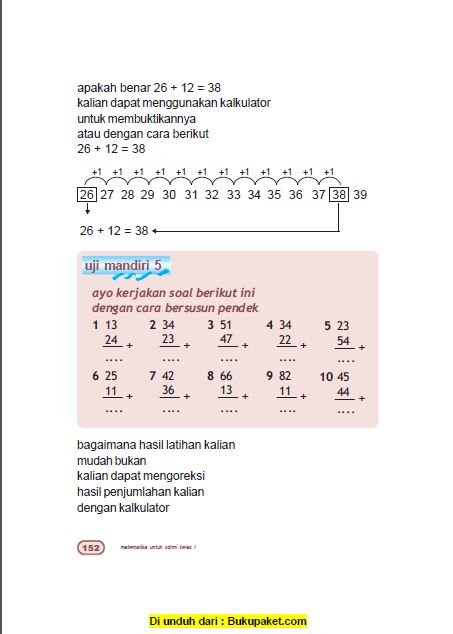 apakah benar 26 + 12 = 38
kalian dapat menggunakan kalkulator
untuk membuktikannya
atau dengan cara berikut
26 + 12 = 38
+1 +1 +1 +1 +1 +1 +1 +1 +1 +1 +1 +1
26 27 28 29 30 31 32 33 34 35 36 37 38 39
26 + 12 = 38
uji mandiri 5
ayo kerjakan soal berikut ini
dengan cara bersusun pendek
1 13 2 34 3 51 4 34 5 23
24 + 23 + 47 + 22 + 54 +
.... .... .... .... ....
6 25 7 42 8 66 9 82 10 45
11 + 36 + 13 + 11 + 44 +
.... .... .... .... ....
bagaimana hasil latihan kalian
mudah bukan
kalian dapat mengoreksi
hasil penjumlahan kalian
dengan kalkulator
152 matematika untuk sd/mi kelas I
Di unduh dari : Bukupaket.com